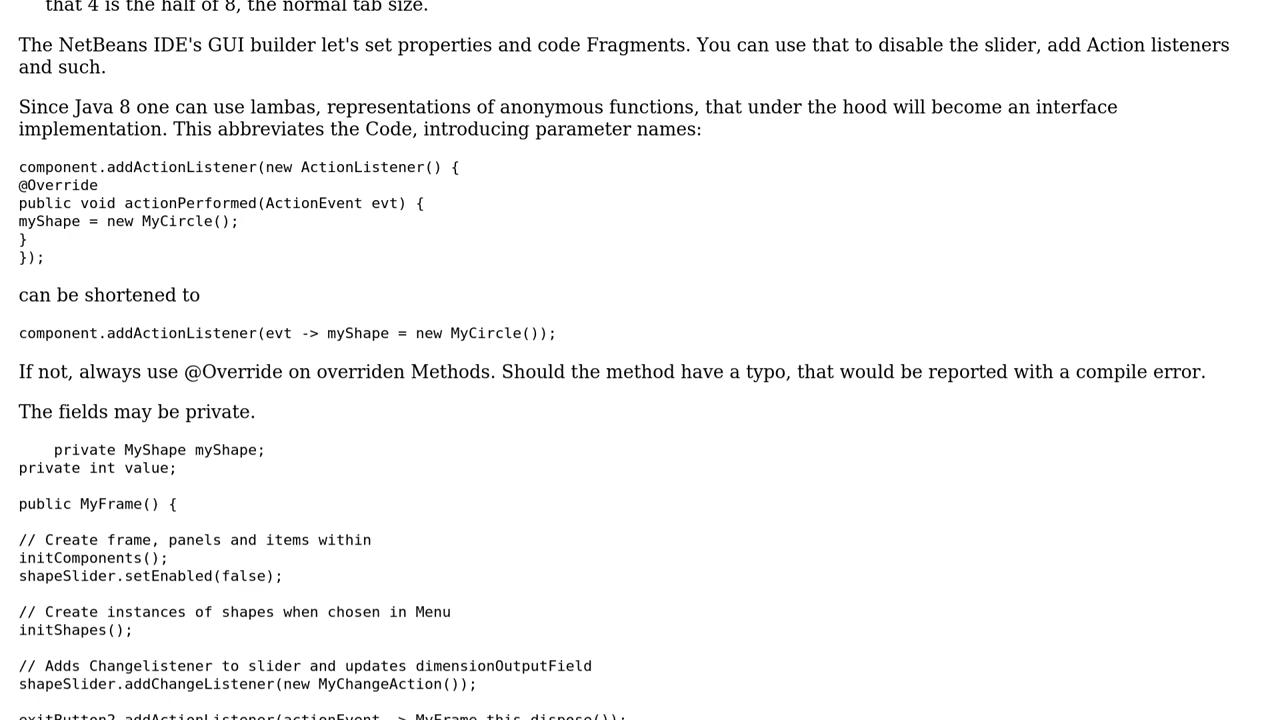 that 4 is the half of 8, the normal tab size.
The NetBeans IDE's GUI builder let's set properties and code Fragments. You can use that to disable the slider, add Action listeners
and such.
Since Java 8 one can use lambas, representations of anonymous functions, that under the hood will become an interface
implementation. This abbreviates the Code, introducing parameter names:
component.addActionListener(new ActionListener() {
@Override
public void actionPerformed(ActionEvent evt) {
myShape = new MyCircle();
}
});
can be shortened to
component.addActionListener(evt -> myShape = new MyCircle());
If not, always use @Override on overriden Methods. Should the method have a typo, that would be reported with a compile error.
The fields may be private.
    private MyShape myShape;
private int value;
public MyFrame() {
// Create frame, panels and items within
initComponents();
shapeSlider.setEnabled(false);
// Create instances of shapes when chosen in Menu
initShapes();
// Adds Changelistener to slider and updates dimensionOutputField
shapeSlider.addChangeListener(new MyChangeAction());
exitButton2.addActionListener(actionEvent -> MyFrame.this.dispose());